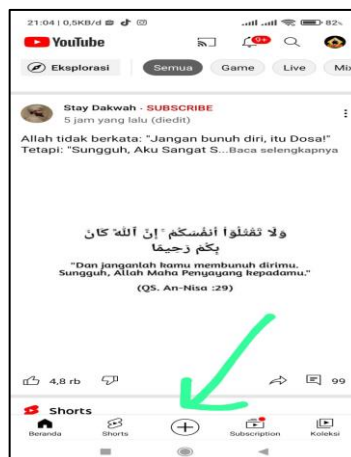 21:04 | 0,5KB/d
82%
YouTube
9+
Eksplorasi
Semua
Game
Live
Mix
Stay Dakwah · SUBSCRIBE
5 jam yang lalu (diedit)
Allah tidak berkata: "Jangan bunuh diri, itu Dosa!"
Tetapi: "Sungguh, Aku Sangat S...Baca selengkapnya
وَلَا تَقْتُلُوٓا۟ أَنفُسَكُمْ ۚ إِنَّ ٱللَّهَ كَانَ
بِكُمْ رَحِيمًا
"Dan janganlah kamu membunuh dirimu.
Sungguh, Allah Maha Penyayang kepadamu."
(QS. An-Nisa :29)
4,8 rb
99
Shorts
Beranda
Shorts
Subscription
Koleksi